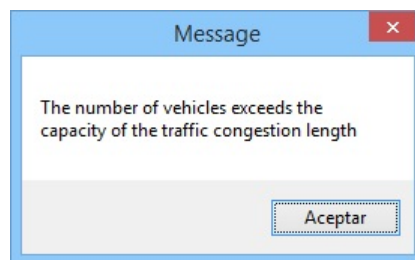 Message
The number of vehicles exceeds the
capacity of the traffic congestion length
Aceptar